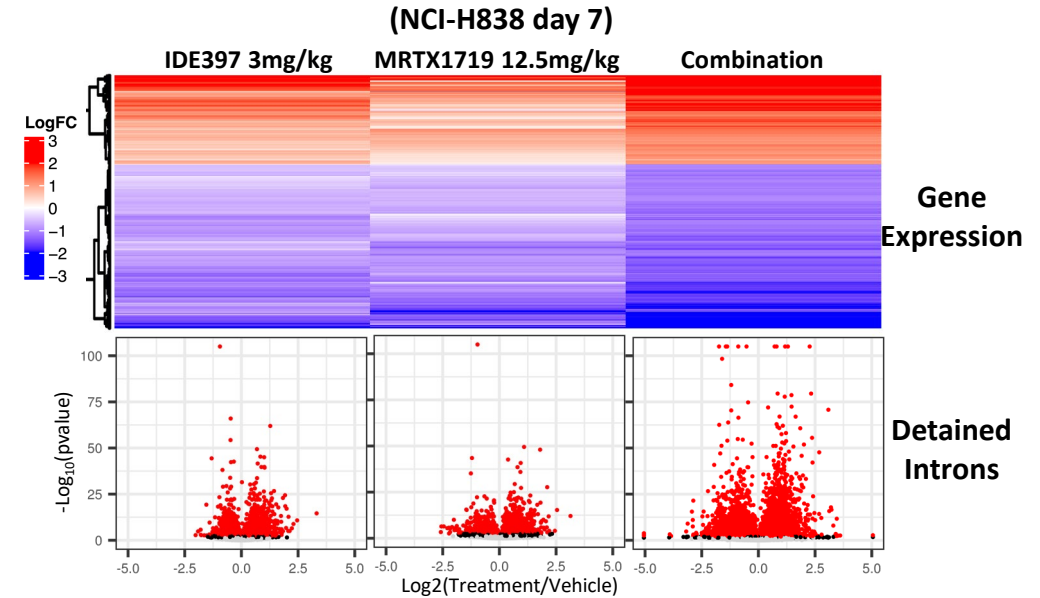 (NCI-H838 day 7)
IDE397 3mg/kg MRTX1719 12.5mg/kg Combination
LogFC
3
2
1
0
−1
−2
−3
Gene
Expression
100
75
50
25
0
-Log10(pvalue)
Detained
Introns
-5.0 -2.5 0.0 2.5 5.0 -5.0 -2.5 0.0 2.5 5.0 -5.0 -2.5 0.0 2.5 5.0
Log2(Treatment/Vehicle)